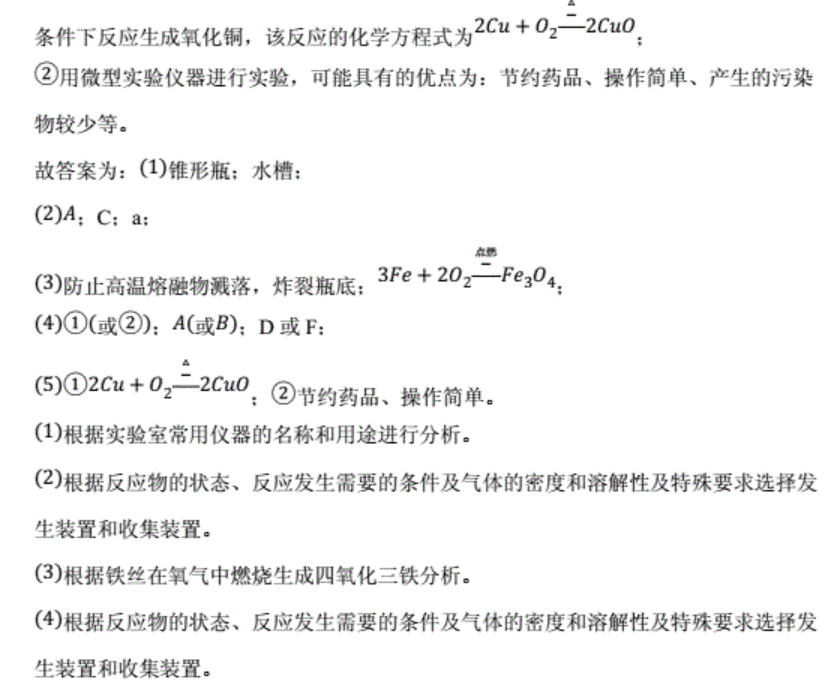 条件下反应生成氧化铜，该反应的化学方程式为2Cu + O₂ =△= 2CuO；
②用微型实验仪器进行实验，可能具有的优点为：节约药品、操作简单、产生的污染
物较少等。
故答案为：(1)锥形瓶；水槽；
(2)A；C；a；
(3)防止高温熔融物溅落，炸裂瓶底；3Fe + 2O₂ =点燃= Fe₃O₄；
(4)①(或②)；A(或B)；D 或 F；
(5)①2Cu + O₂ =△= 2CuO；②节约药品、操作简单。
(1)根据实验室常用仪器的名称和用途进行分析。
(2)根据反应物的状态、反应发生需要的条件及气体的密度和溶解性及特殊要求选择发
生装置和收集装置。
(3)根据铁丝在氧气中燃烧生成四氧化三铁分析。
(4)根据反应物的状态、反应发生需要的条件及气体的密度和溶解性及特殊要求选择发
生装置和收集装置。